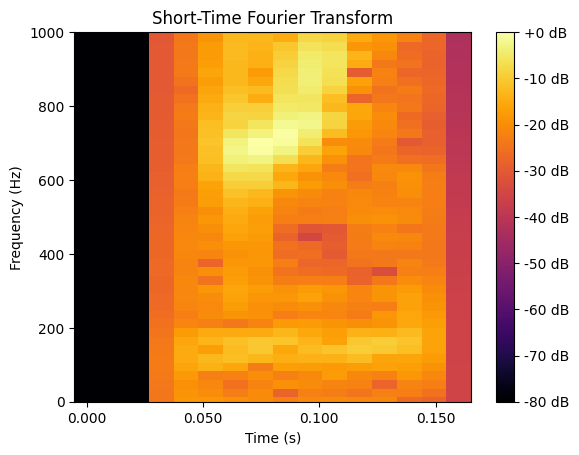 Short-Time Fourier Transform
Frequency (Hz)
1000
800
600
400
200
0
0.000
0.050
0.100
0.150
Time (s)
+0 dB
-10 dB
-20 dB
-30 dB
-40 dB
-50 dB
-60 dB
-70 dB
-80 dB